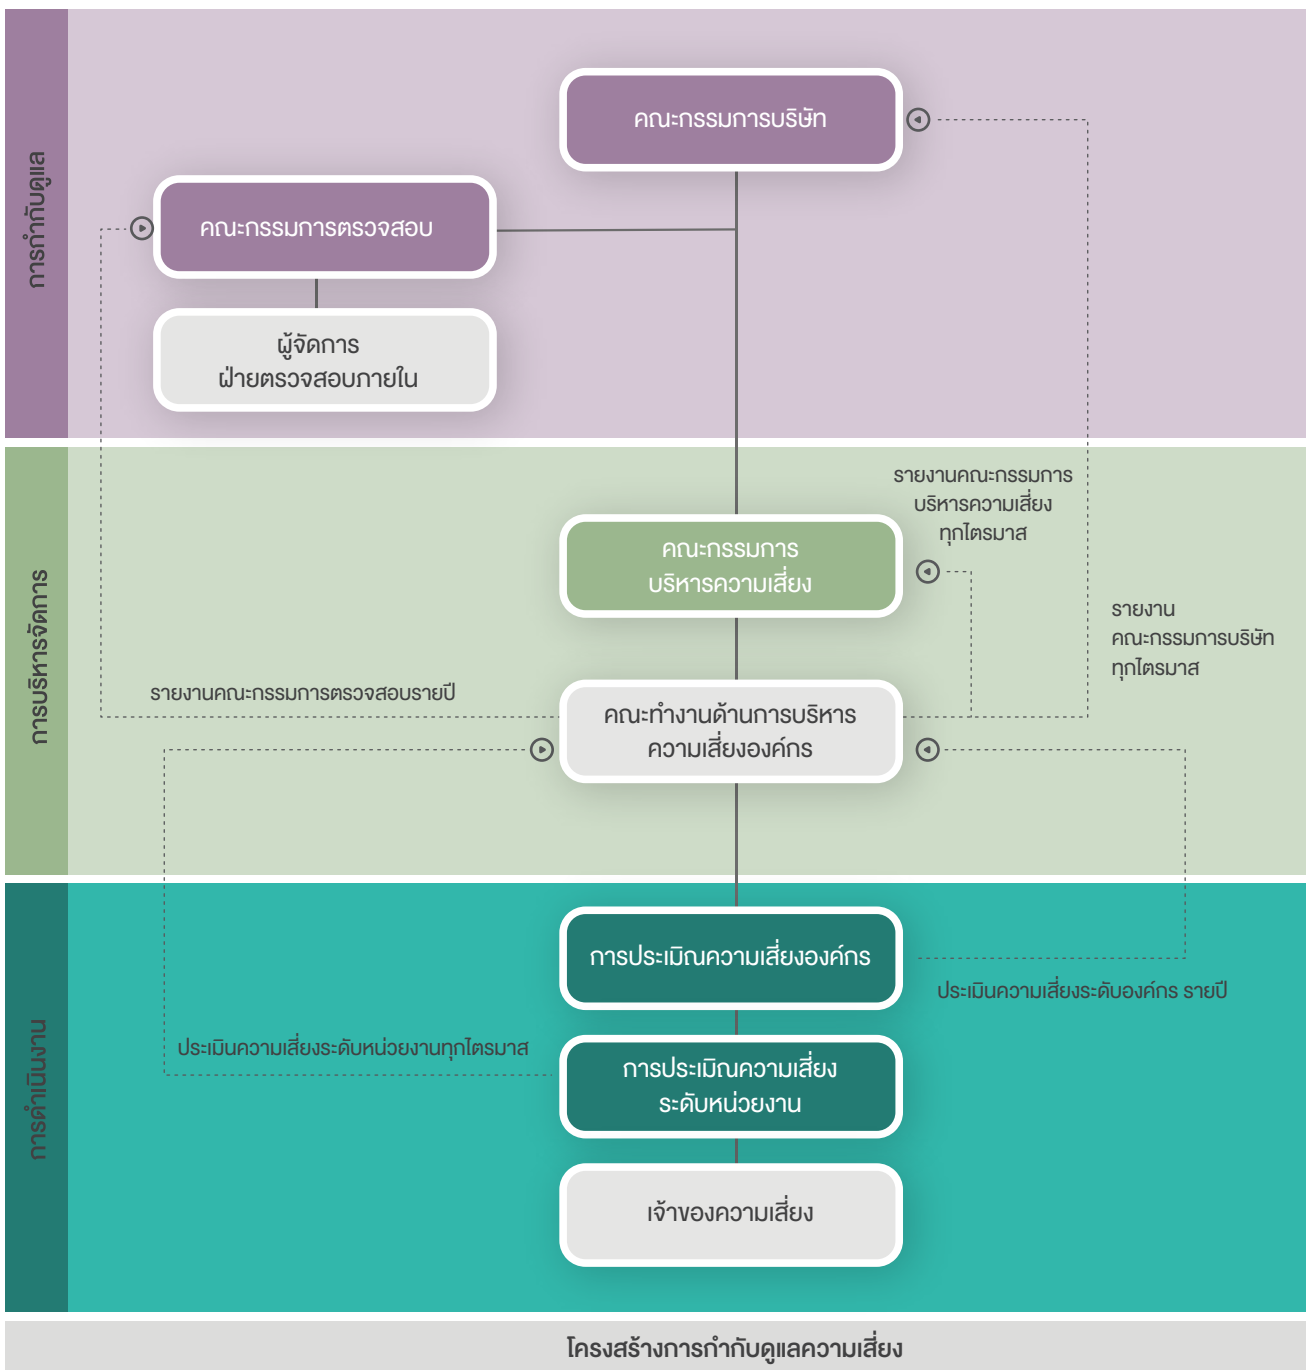 การกำกับดูแล
คณะกรรมการบริษัท
คณะกรรมการตรวจสอบ
ผู้จัดการ
ฝ่ายตรวจสอบภายใน
การบริหารจัดการ
รายงานคณะกรรมการ
บริหารความเสี่ยง
ทุกไตรมาส
คณะกรรมการ
บริหารความเสี่ยง
รายงาน
คณะกรรมการบริษัท
ทุกไตรมาส
รายงานคณะกรรมการตรวจสอบรายปี
คณะทำงานด้านการบริหาร
ความเสี่ยงองค์กร
การดำเนินงาน
การประเมิณความเสี่ยงองค์กร
ประเมินความเสี่ยงระดับองค์กร รายปี
ประเมินความเสี่ยงระดับหน่วยงานทุกไตรมาส
การประเมิณความเสี่ยง
ระดับหน่วยงาน
เจ้าของความเสี่ยง
โครงสร้างการกำกับดูแลความเสี่ยง